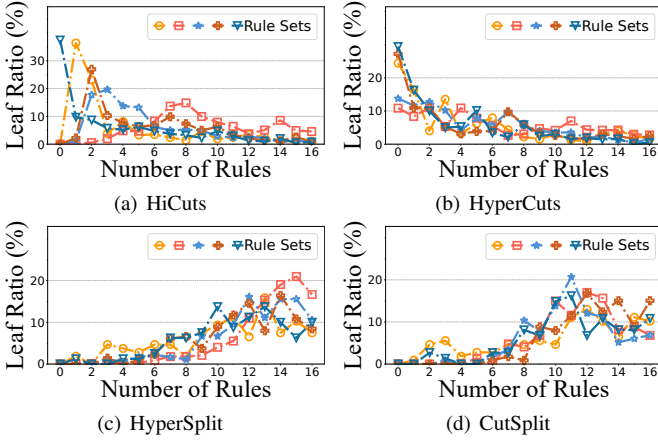 Leaf Ratio (%)
30
20
10
0
Rule Sets
0 2 4 6 8 10 12 14 16
Number of Rules
(a) HiCuts
Leaf Ratio (%)
20
10
0
Rule Sets
0 2 4 6 8 10 12 14 16
Number of Rules
(b) HyperCuts
Leaf Ratio (%)
20
10
0
Rule Sets
0 2 4 6 8 10 12 14 16
Number of Rules
(c) HyperSplit
Leaf Ratio (%)
20
10
0
Rule Sets
0 2 4 6 8 10 12 14 16
Number of Rules
(d) CutSplit